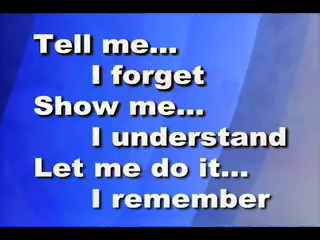 Tell me...
I forget
Show me...
I understand
Let me do it...
I remember